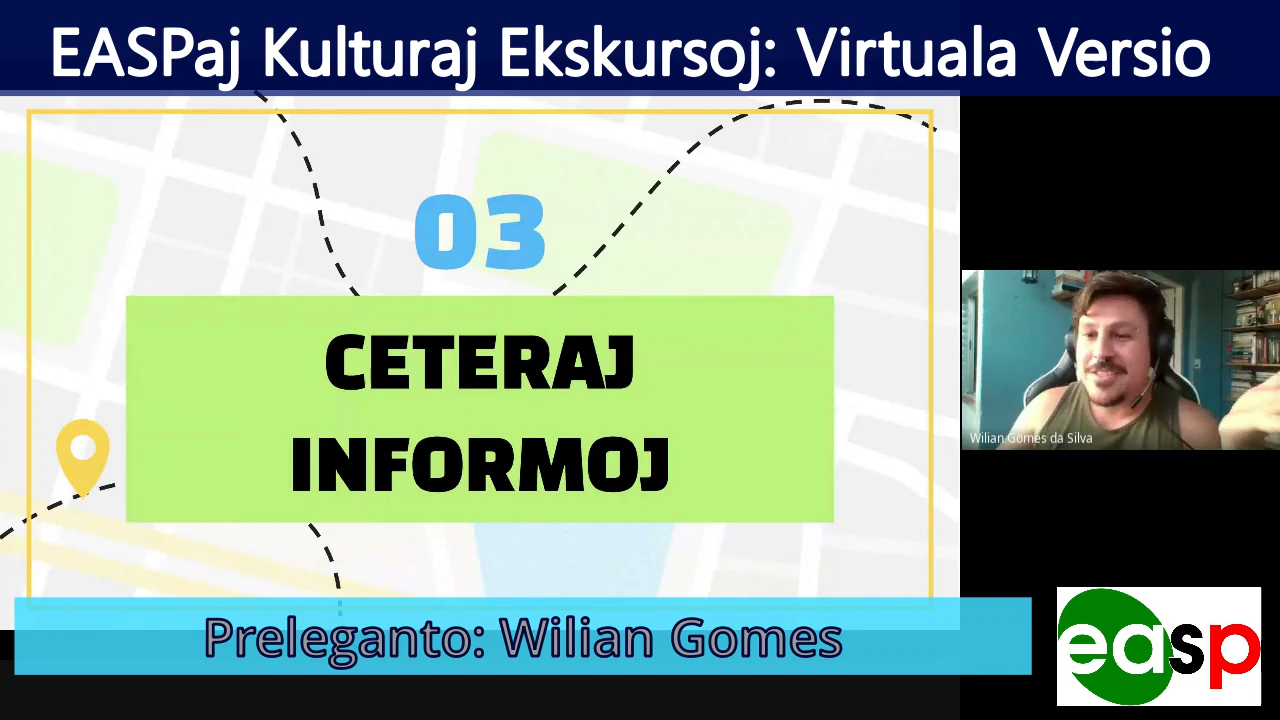 EASPaj Kulturaj Ekskursoj: Virtuala Versio
03
CETERAJ
INFORMOJ
Wilian Gomes da Silva
Preleganto: Wilian Gomes
easp